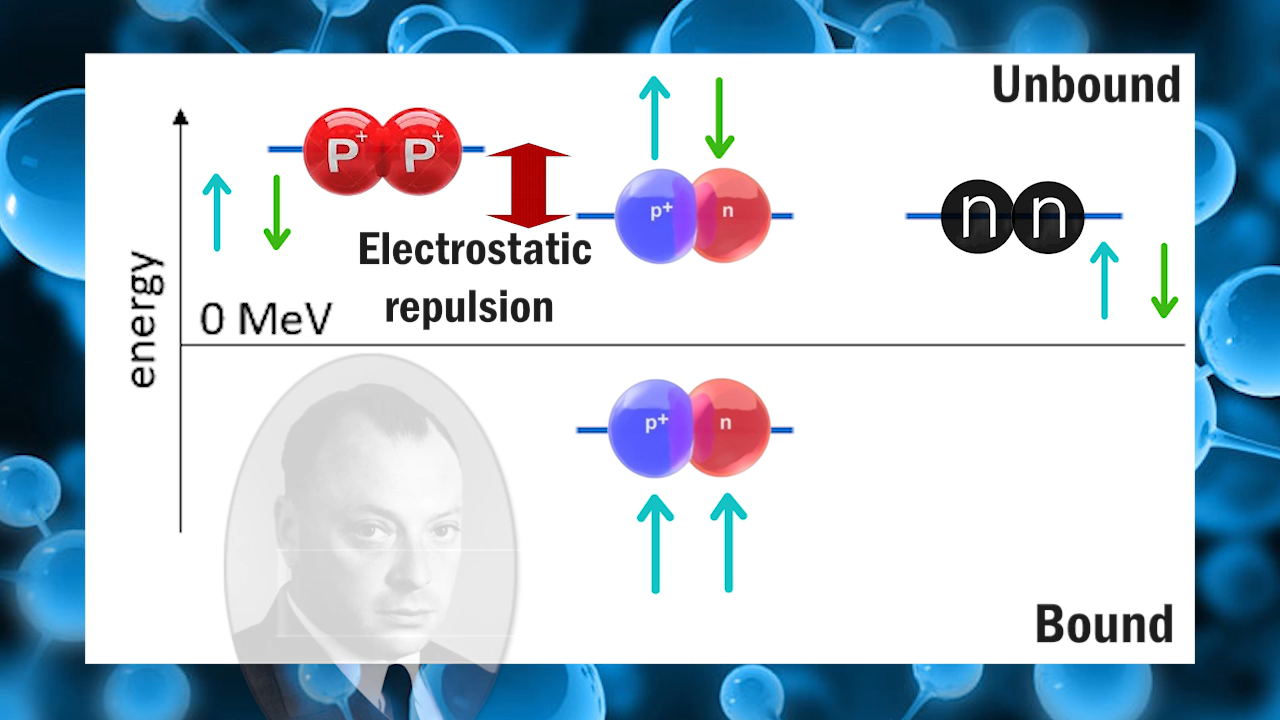 Unbound
P+ P+
p+ n
n n
Electrostatic
repulsion
energy
0 MeV
p+ n
Bound